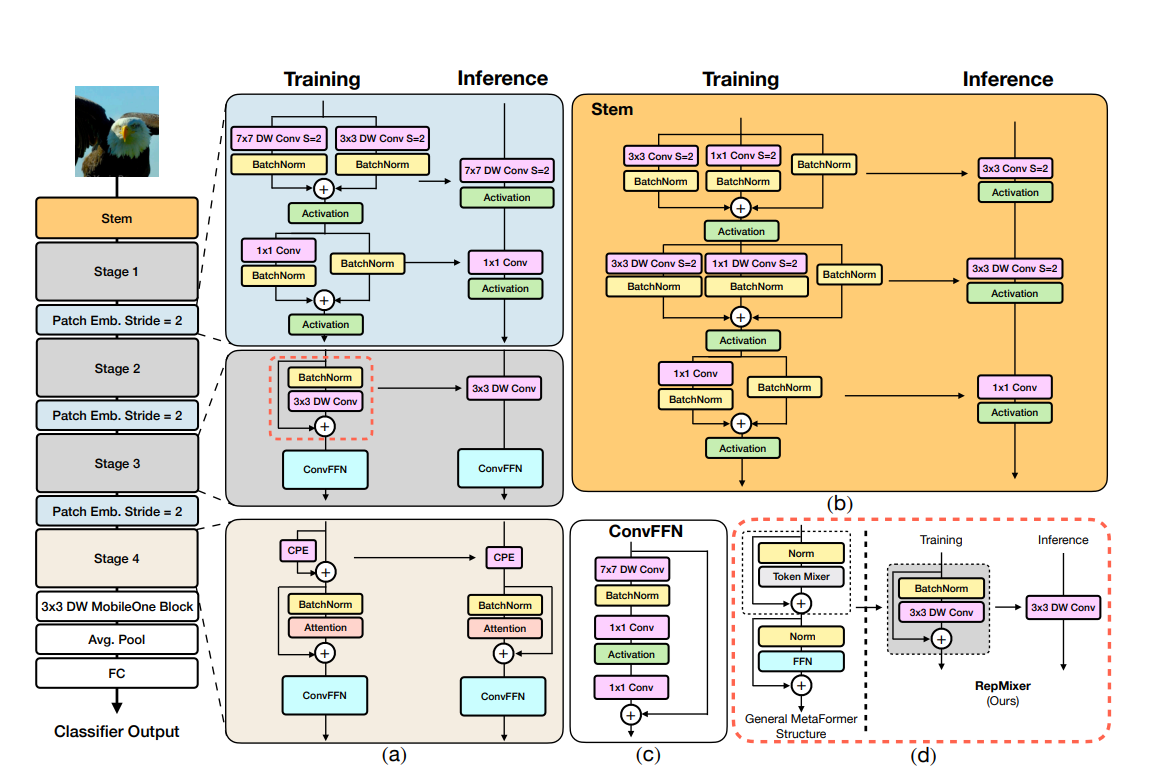 Stem
Stage 1
Patch Emb. Stride = 2
Stage 2
Patch Emb. Stride = 2
Stage 3
Patch Emb. Stride = 2
Stage 4
3x3 DW MobileOne Block
Avg. Pool
FC
Classifier Output
Training
Inference
7x7 DW Conv S=2
3x3 DW Conv S=2
BatchNorm
BatchNorm
+
Activation
1x1 Conv
BatchNorm
BatchNorm
+
Activation
7x7 DW Conv S=2
Activation
1x1 Conv
Activation
BatchNorm
3x3 DW Conv
+
ConvFFN
3x3 DW Conv
ConvFFN
CPE
+
BatchNorm
Attention
+
ConvFFN
CPE
BatchNorm
Attention
+
ConvFFN
(a)
Training
Inference
Stem
3x3 Conv S=2
1x1 Conv S=2
BatchNorm
BatchNorm
BatchNorm
+
Activation
3x3 DW Conv S=2
1x1 DW Conv S=2
BatchNorm
BatchNorm
BatchNorm
+
Activation
1x1 Conv
BatchNorm
BatchNorm
+
Activation
3x3 Conv S=2
Activation
3x3 DW Conv S=2
Activation
1x1 Conv
Activation
(b)
ConvFFN
7x7 DW Conv
BatchNorm
1x1 Conv
Activation
1x1 Conv
+
(c)
Norm
Token Mixer
+
Norm
FFN
+
General MetaFormer
Structure
Training
BatchNorm
3x3 DW Conv
+
Inference
3x3 DW Conv
RepMixer
(Ours)
(d)